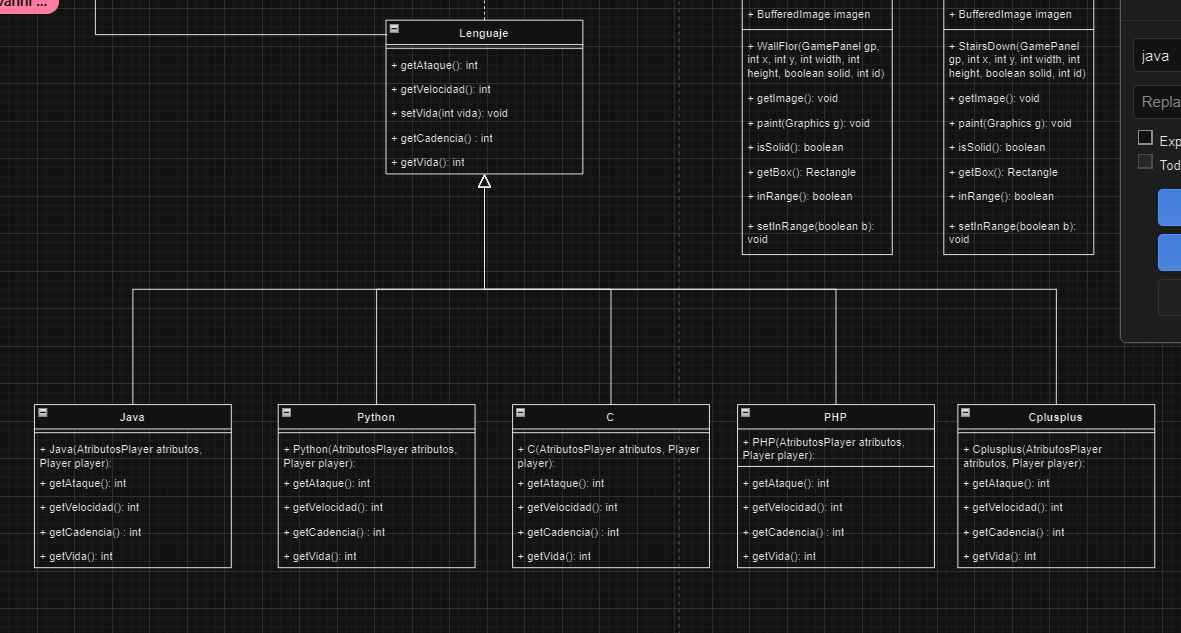 Lenguaje
+ getAtaque(): int
+ getVelocidad(): int
+ setVida(int vida): void
+ getCadencia() : int
+ getVida(): int
+ BufferedImage imagen
+ WallFlor(GamePanel gp,
int x, int y, int width, int
height, boolean solid, int id)
+ getImage(): void
+ paint(Graphics g): void
+ isSolid(): boolean
+ getBox(): Rectangle
+ inRange(): boolean
+ setInRange(boolean b):
void
+ BufferedImage imagen
+ StairsDown(GamePanel
gp, int x, int y, int width, int
height, boolean solid, int id)
+ getImage(): void
+ paint(Graphics g): void
+ isSolid(): boolean
+ getBox(): Rectangle
+ inRange(): boolean
+ setInRange(boolean b):
void
java
Repla
Exp
Tod
Java
+ Java(AtributosPlayer atributos,
Player player):
+ getAtaque(): int
+ getVelocidad(): int
+ getCadencia() : int
+ getVida(): int
Python
+ Python(AtributosPlayer atributos,
Player player):
+ getAtaque(): int
+ getVelocidad(): int
+ getCadencia() : int
+ getVida(): int
C
+ C(AtributosPlayer atributos, Player
player):
+ getAtaque(): int
+ getVelocidad(): int
+ getCadencia() : int
+ getVida(): int
PHP
+ PHP(AtributosPlayer atributos,
Player player):
+ getAtaque(): int
+ getVelocidad(): int
+ getCadencia() : int
+ getVida(): int
Cplusplus
+ Cplusplus(AtributosPlayer
atributos, Player player):
+ getAtaque(): int
+ getVelocidad(): int
+ getCadencia() : int
+ getVida(): int